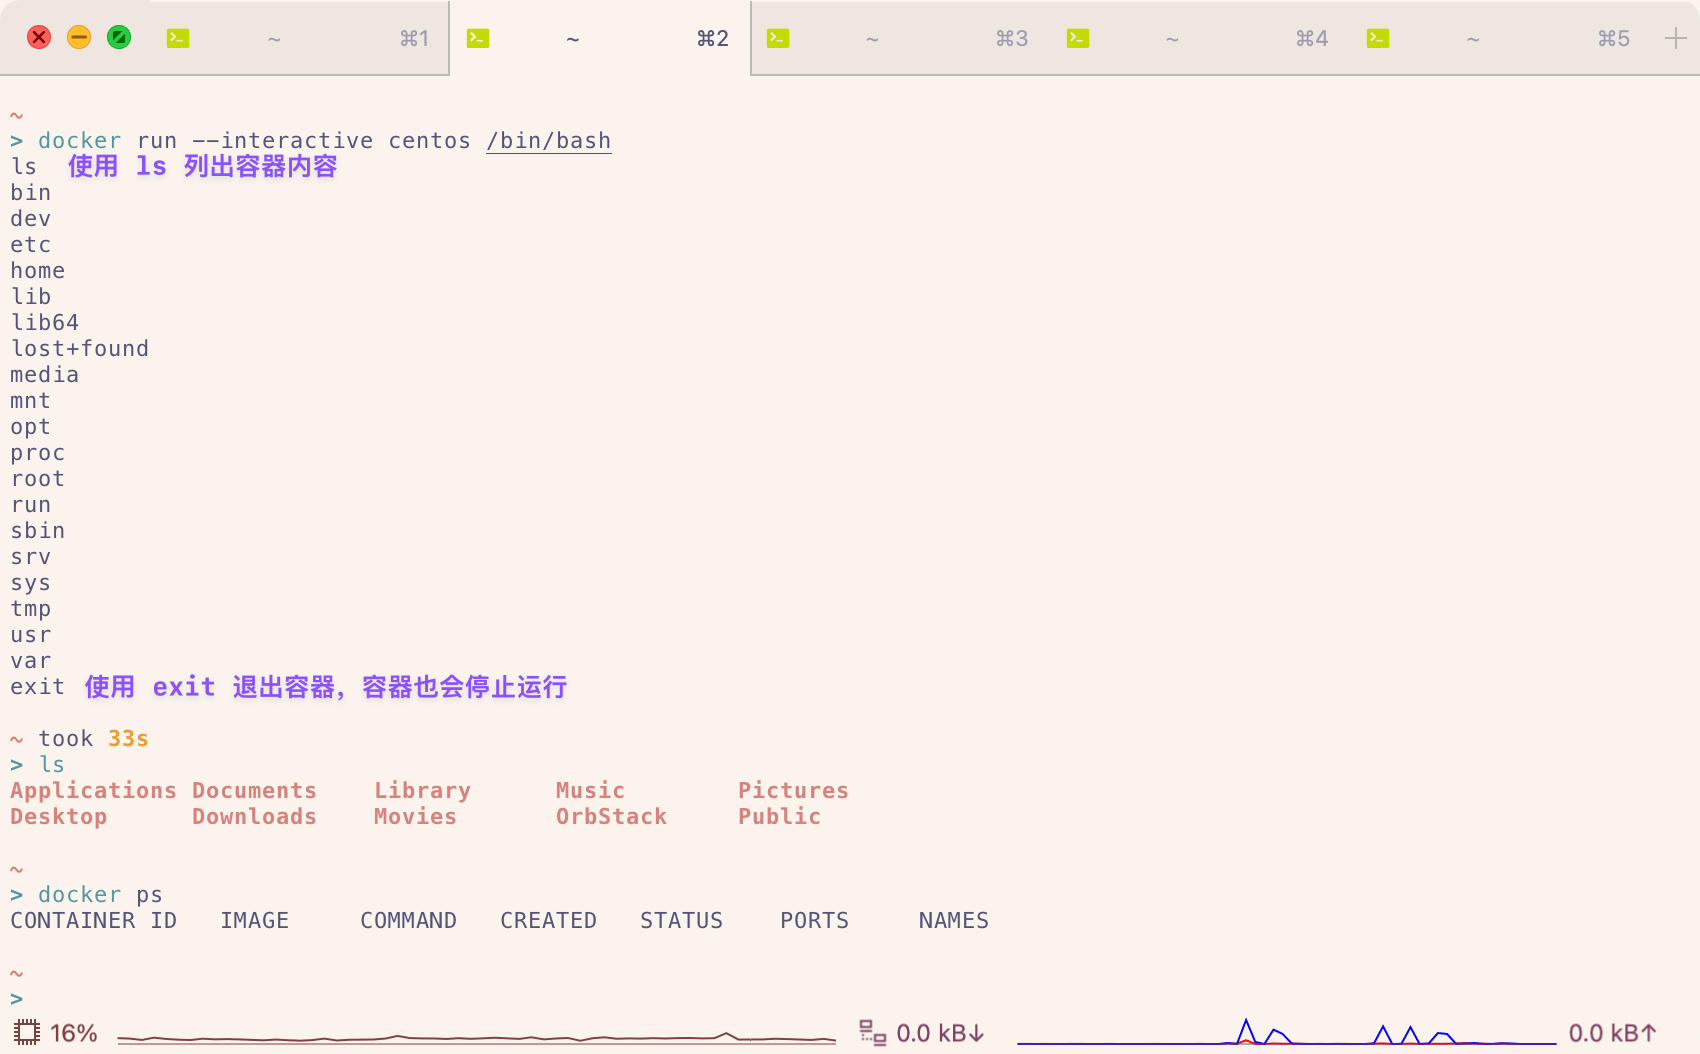 ~ ⌘1 ~ ⌘2 ~ ⌘3 ~ ⌘4 ~ ⌘5
~
> docker run --interactive centos /bin/bash
ls 使用 ls 列出容器内容
bin
dev
etc
home
lib
lib64
lost+found
media
mnt
opt
proc
root
run
sbin
srv
sys
tmp
usr
var
exit 使用 exit 退出容器，容器也会停止运行
~ took 33s
> ls
Applications Documents Library Music Pictures
Desktop Downloads Movies OrbStack Public
~
> docker ps
CONTAINER ID IMAGE COMMAND CREATED STATUS PORTS NAMES
~
>
16% 0.0 kB↓ 0.0 kB↑